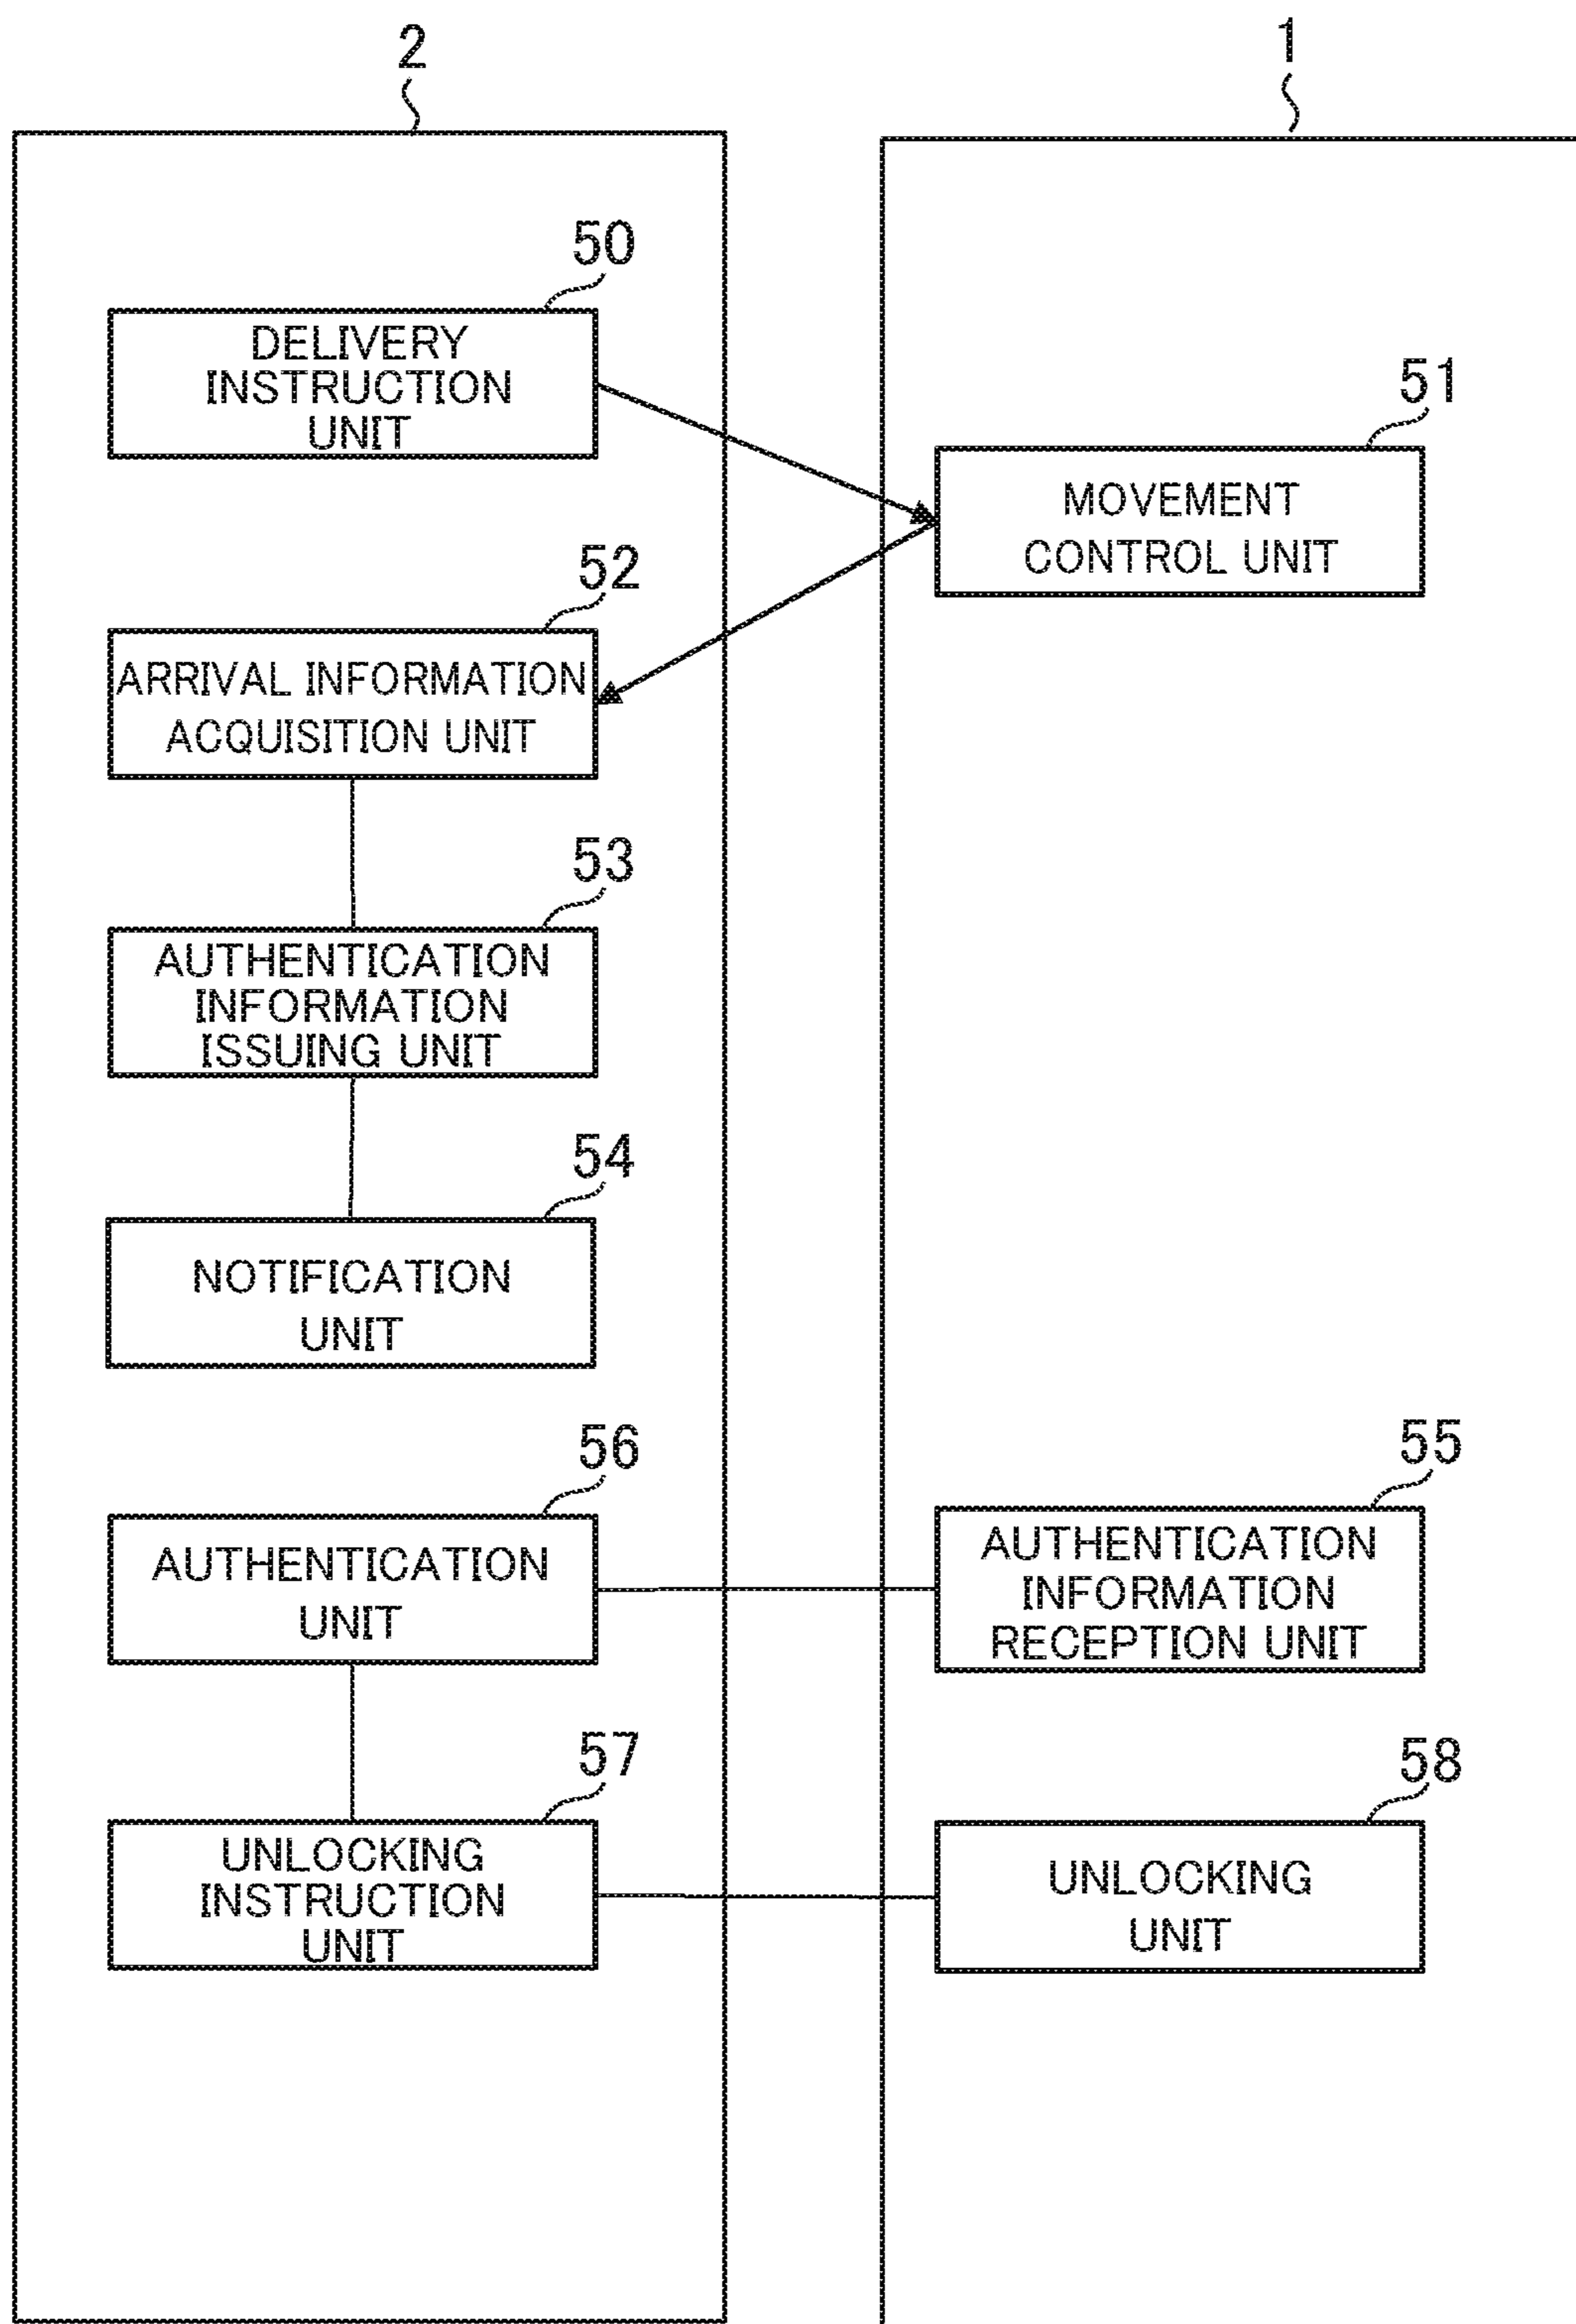 2
1
50
DELIVERY
INSTRUCTION
UNIT
51
MOVEMENT
CONTROL UNIT
52
ARRIVAL INFORMATION
ACQUISITION UNIT
53
AUTHENTICATION
INFORMATION
ISSUING UNIT
54
NOTIFICATION
UNIT
56
AUTHENTICATION
UNIT
55
AUTHENTICATION
INFORMATION
RECEPTION UNIT
57
UNLOCKING
INSTRUCTION
UNIT
58
UNLOCKING
UNIT